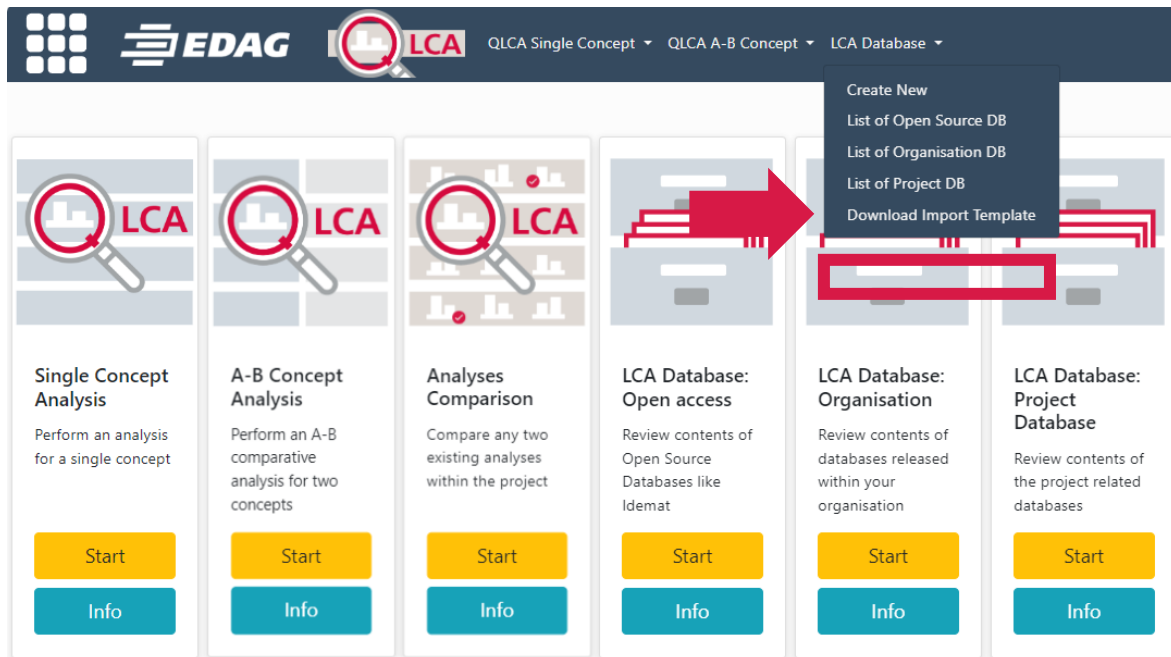 EDAG
LCA
QLCA Single Concept
QLCA A-B Concept
LCA Database
Create New
List of Open Source DB
List of Organisation DB
List of Project DB
Download Import Template
LCA
LCA
LCA
Single Concept
Analysis
Perform an analysis
for a single concept
Start
Info
A-B Concept
Analysis
Perform an A-B
comparative
analysis for two
concepts
Start
Info
Analyses
Comparison
Compare any two
existing analyses
within the project
Start
Info
LCA Database:
Open access
Review contents of
Open Source
Databases like
Idemat
Start
Info
LCA Database:
Organisation
Review contents of
databases released
within your
organisation
Start
Info
LCA Database:
Project
Database
Review contents of
the project related
databases
Start
Info